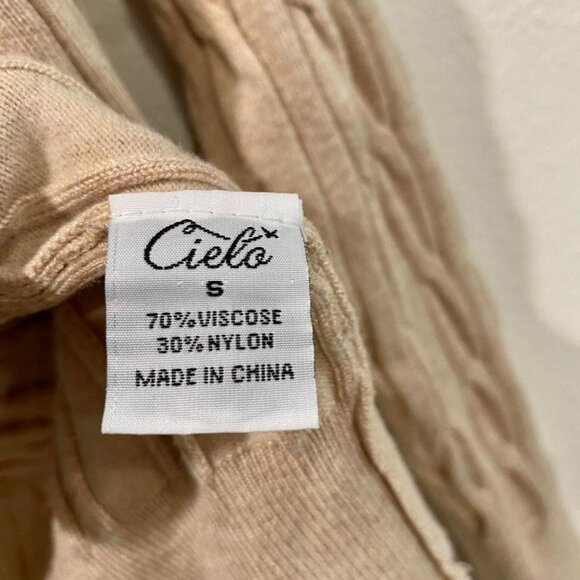 Cielo
S
70%VISCOSE
30%NYLON
MADE IN CHINA